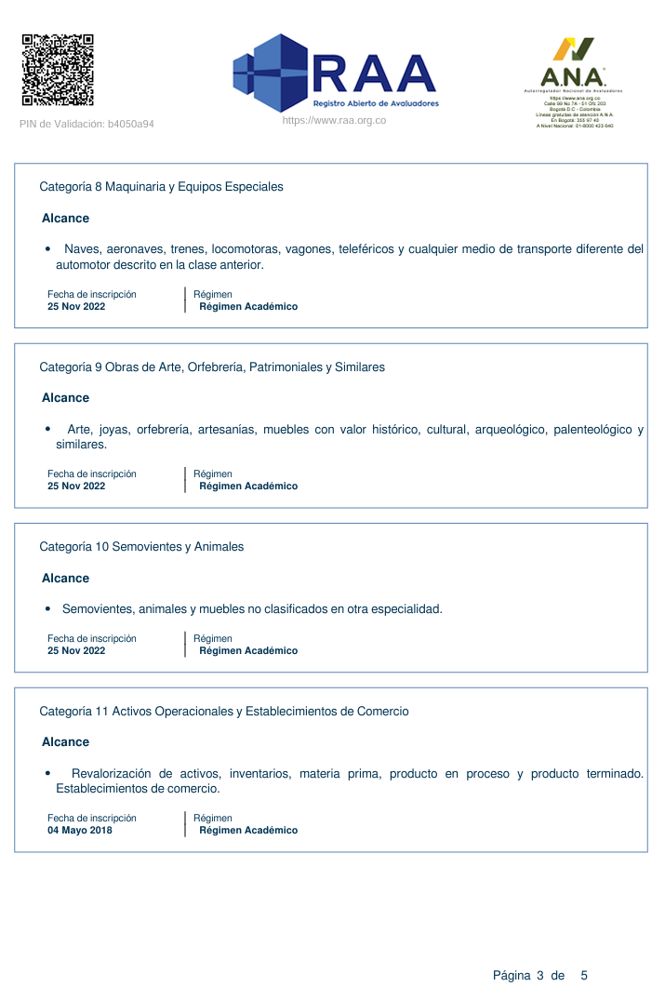 RAA
Registro Abierto de Avaluadores
https://www.raa.org.co
PIN de Validación: b4050a94
A.N.A.
Autorregulador Nacional de Avaluadores
https://www.ana.org.co
Calle 99 No 7A - 51 Ofc 203
Bogotá D.C - Colombia
Líneas gratuitas de atención A.N.A.
En Bogotá: 355 97 40
A Nivel Nacional: 01-8000 423 640
Categoría 8 Maquinaria y Equipos Especiales
Alcance
• Naves, aeronaves, trenes, locomotoras, vagones, teleféricos y cualquier medio de transporte diferente del
automotor descrito en la clase anterior.
Fecha de inscripción Régimen
25 Nov 2022 Régimen Académico
Categoría 9 Obras de Arte, Orfebrería, Patrimoniales y Similares
Alcance
• Arte, joyas, orfebrería, artesanías, muebles con valor histórico, cultural, arqueológico, palenteológico y
similares.
Fecha de inscripción Régimen
25 Nov 2022 Régimen Académico
Categoría 10 Semovientes y Animales
Alcance
• Semovientes, animales y muebles no clasificados en otra especialidad.
Fecha de inscripción Régimen
25 Nov 2022 Régimen Académico
Categoría 11 Activos Operacionales y Establecimientos de Comercio
Alcance
• Revalorización de activos, inventarios, materia prima, producto en proceso y producto terminado.
Establecimientos de comercio.
Fecha de inscripción Régimen
04 Mayo 2018 Régimen Académico
Página 3 de 5